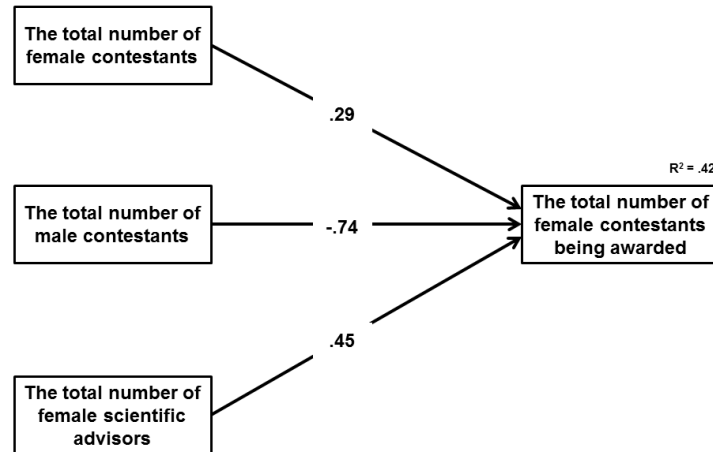 The total number of
female contestants
.29
R² = .42
The total number of
male contestants
-.74
The total number of
female contestants
being awarded
.45
The total number of
female scientific
advisors